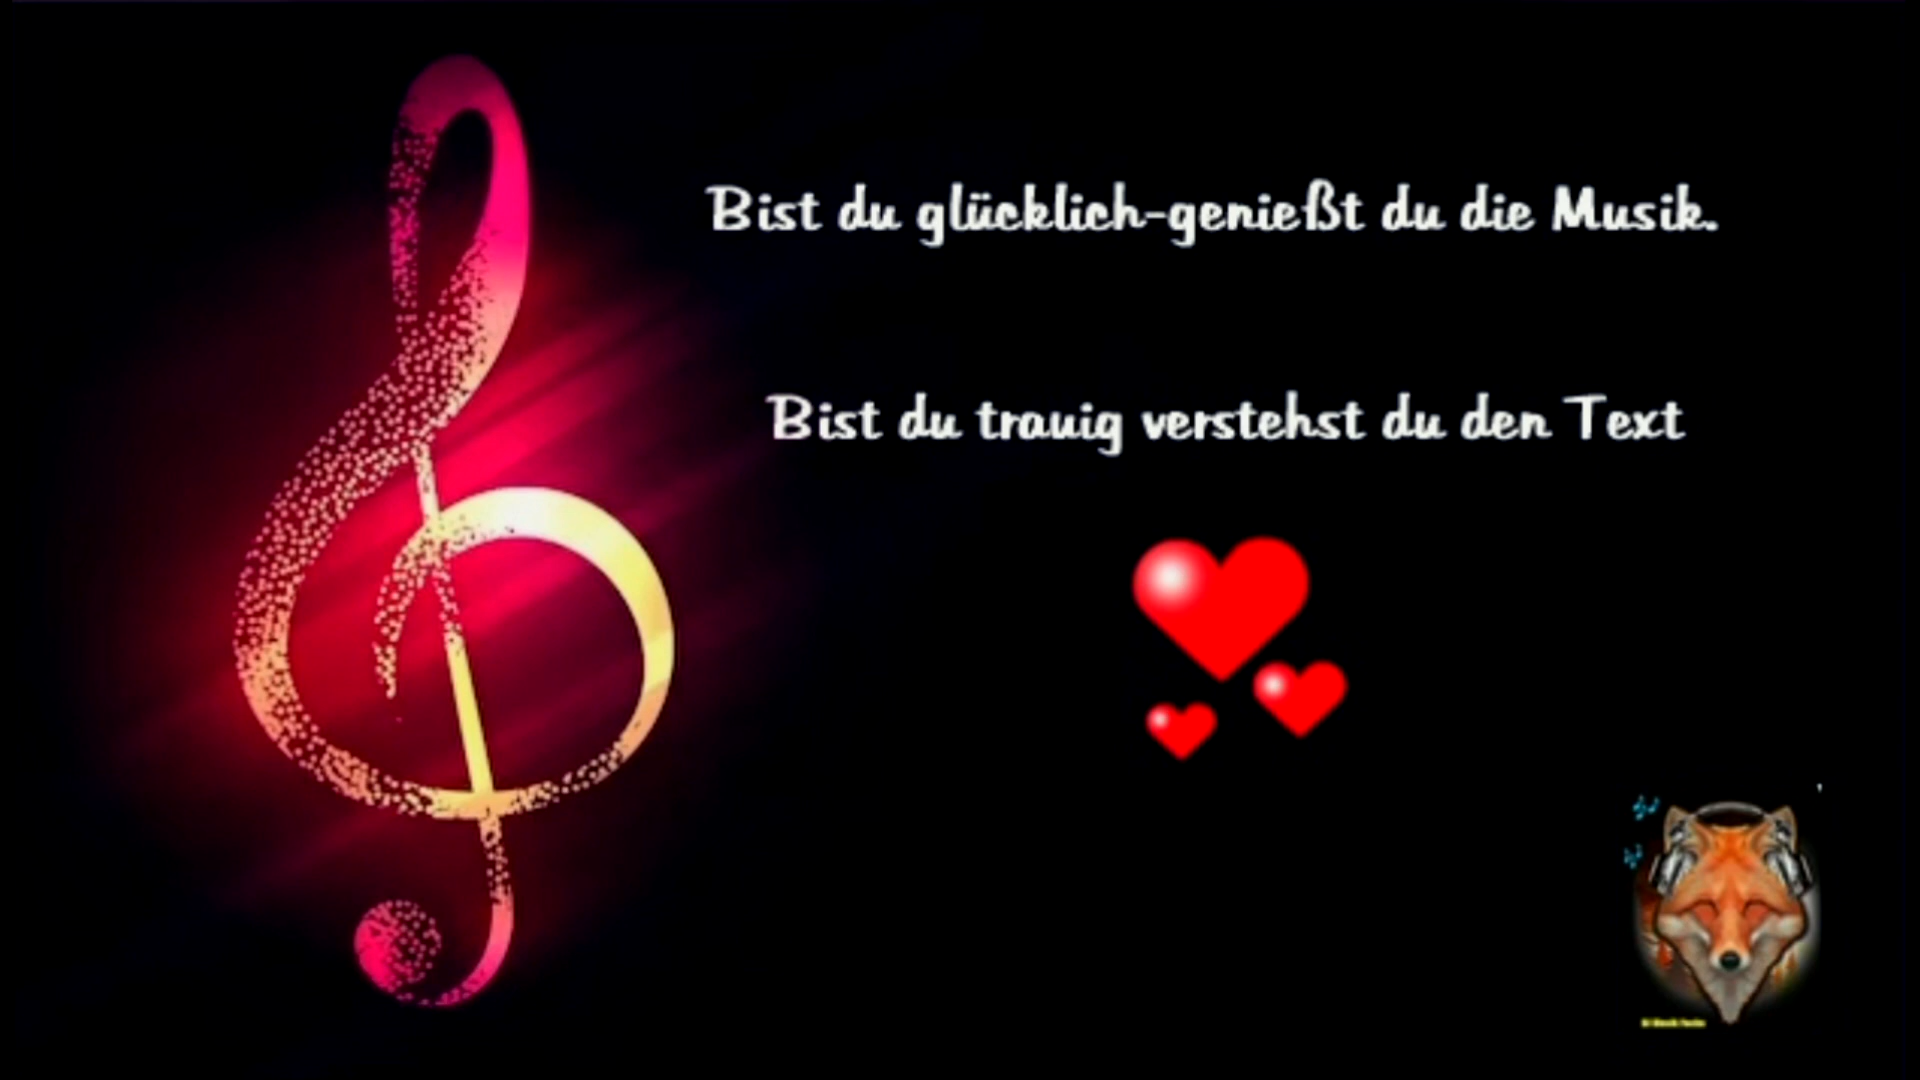 Bist du glücklich-genießt du die Musik.
Bist du trauig verstehst du den Text